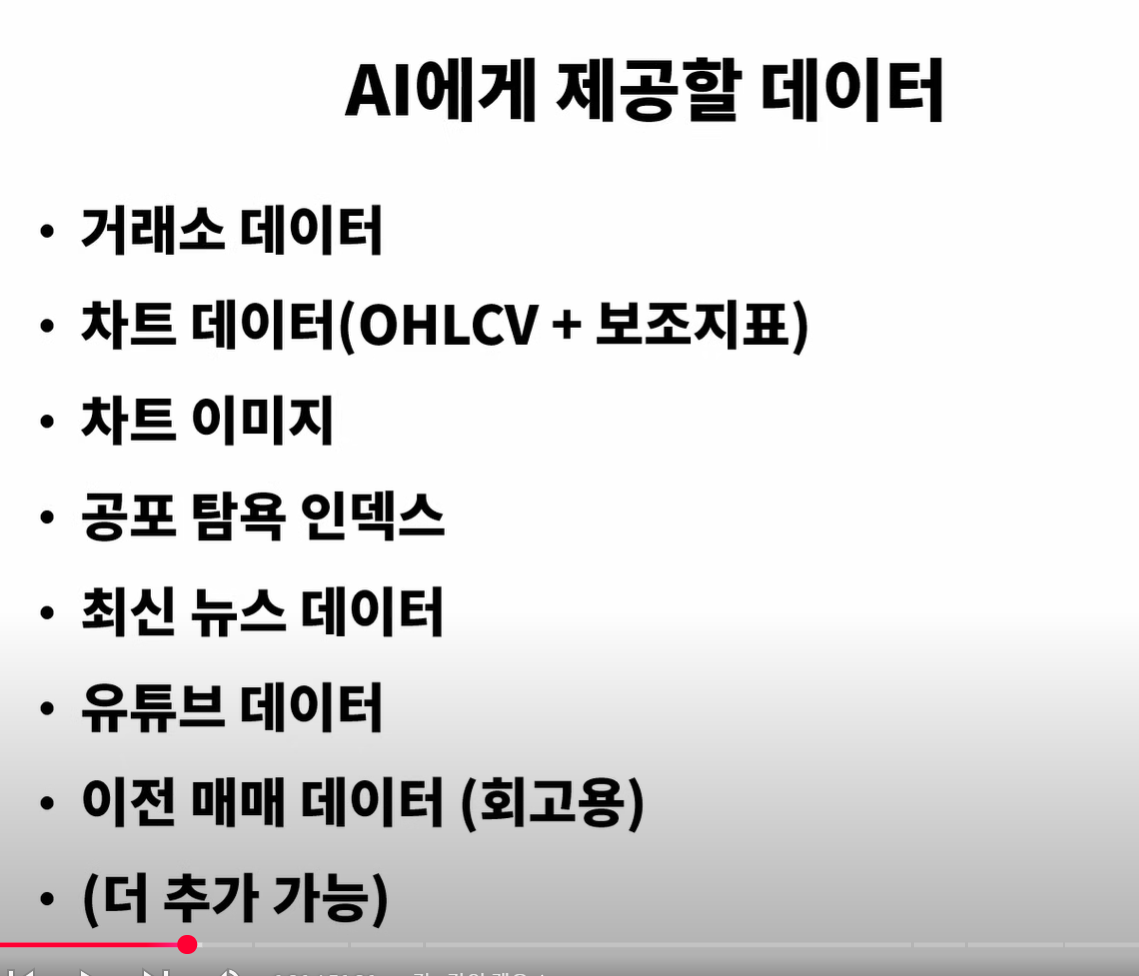 AI에게 제공할 데이터
• 거래소 데이터
• 차트 데이터(OHLCV + 보조지표)
• 차트 이미지
• 공포 탐욕 인덱스
• 최신 뉴스 데이터
• 유튜브 데이터
• 이전 매매 데이터 (회고용)
• (더 추가 가능)